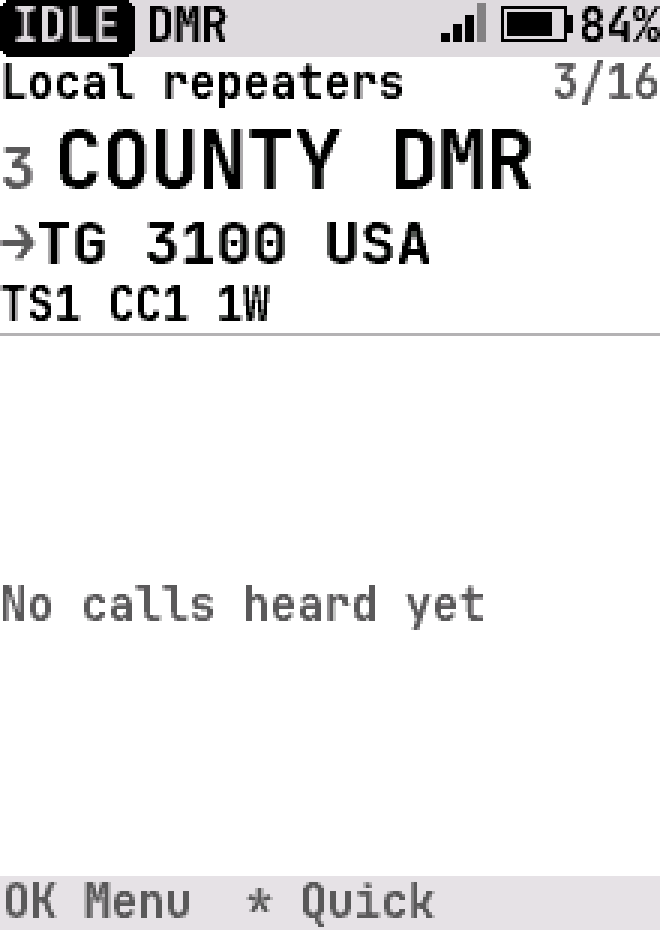 IDLE DMR 84%
Local repeaters 3/16
3 COUNTY DMR
→TG 3100 USA
TS1 CC1 1W
No calls heard yet
OK Menu * Quick